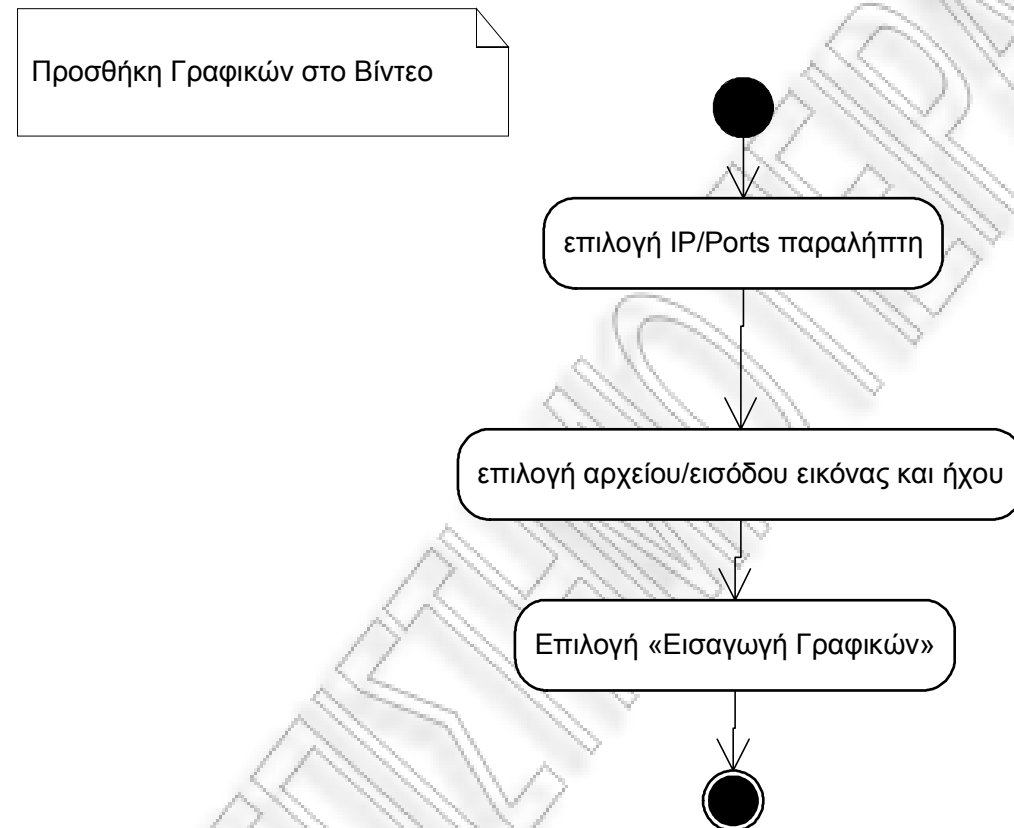 Προσθήκη Γραφικών στο Βίντεο
επιλογή IP/Ports παραλήπτη
επιλογή αρχείου/εισόδου εικόνας και ήχου
Επιλογή «Εισαγωγή Γραφικών»